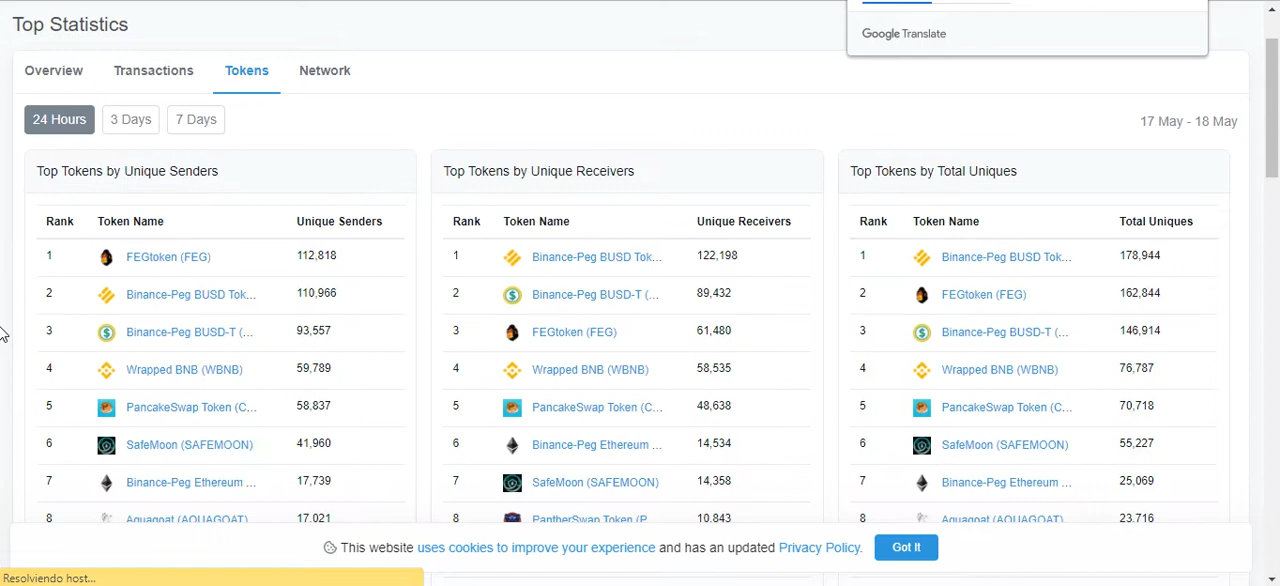 Top Statistics
Google Translate
Overview Transactions Tokens Network
24 Hours 3 Days 7 Days
17 May - 18 May
Top Tokens by Unique Senders
Rank Token Name Unique Senders
1 FEGtoken (FEG) 112,818
2 Binance-Peg BUSD Tok... 110,966
3 Binance-Peg BUSD-T (... 93,557
4 Wrapped BNB (WBNB) 59,789
5 PancakeSwap Token (C... 58,837
6 SafeMoon (SAFEMOON) 41,960
7 Binance-Peg Ethereum ... 17,739
8 Aquagoat (AQUAGOAT) 17,021
Top Tokens by Unique Receivers
Rank Token Name Unique Receivers
1 Binance-Peg BUSD Tok... 122,198
2 Binance-Peg BUSD-T (... 89,432
3 FEGtoken (FEG) 61,480
4 Wrapped BNB (WBNB) 58,535
5 PancakeSwap Token (C... 48,638
6 Binance-Peg Ethereum ... 14,534
7 SafeMoon (SAFEMOON) 14,358
8 PantherSwap Token (P... 10,843
Top Tokens by Total Uniques
Rank Token Name Total Uniques
1 Binance-Peg BUSD Tok... 178,944
2 FEGtoken (FEG) 162,844
3 Binance-Peg BUSD-T (... 146,914
4 Wrapped BNB (WBNB) 76,787
5 PancakeSwap Token (C... 70,718
6 SafeMoon (SAFEMOON) 55,227
7 Binance-Peg Ethereum ... 25,069
8 Aquagoat (AQUAGOAT) 23,716
This website uses cookies to improve your experience and has an updated Privacy Policy.
Got It
Resolviendo host...